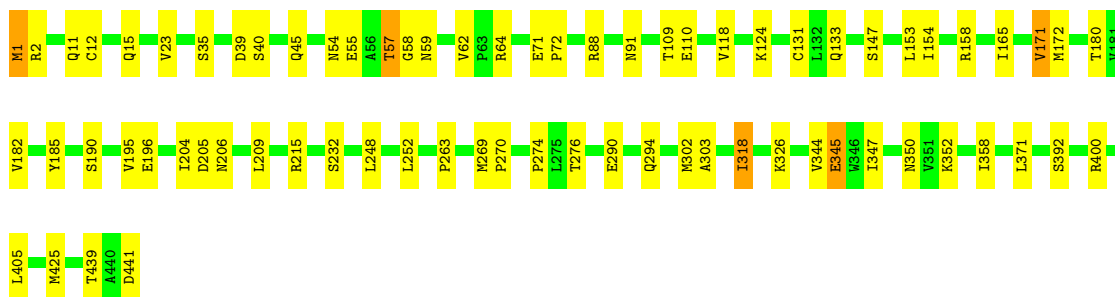 M1 R2 Q11 C12 Q15 V23 S35 D39 S40 Q45 N54 E55 A56 T57 G58 N59 V62 P63 R64 E71 P72 R88 N91 T109 E110 V118 K124 C131 L132 Q133 S147 L153 I154 R158 I165 V171 M172 T180
V182 Y185 S190 V195 E196 I204 D205 N206 L209 R215 S232 L248 L252 P263 M269 P270 P274 L275 T276 E290 Q294 M302 A303 I318 K326 V344 E345 W346 I347 N350 V351 K352 I358 L371 S392 R400
L405 M425 T439 A440 D441